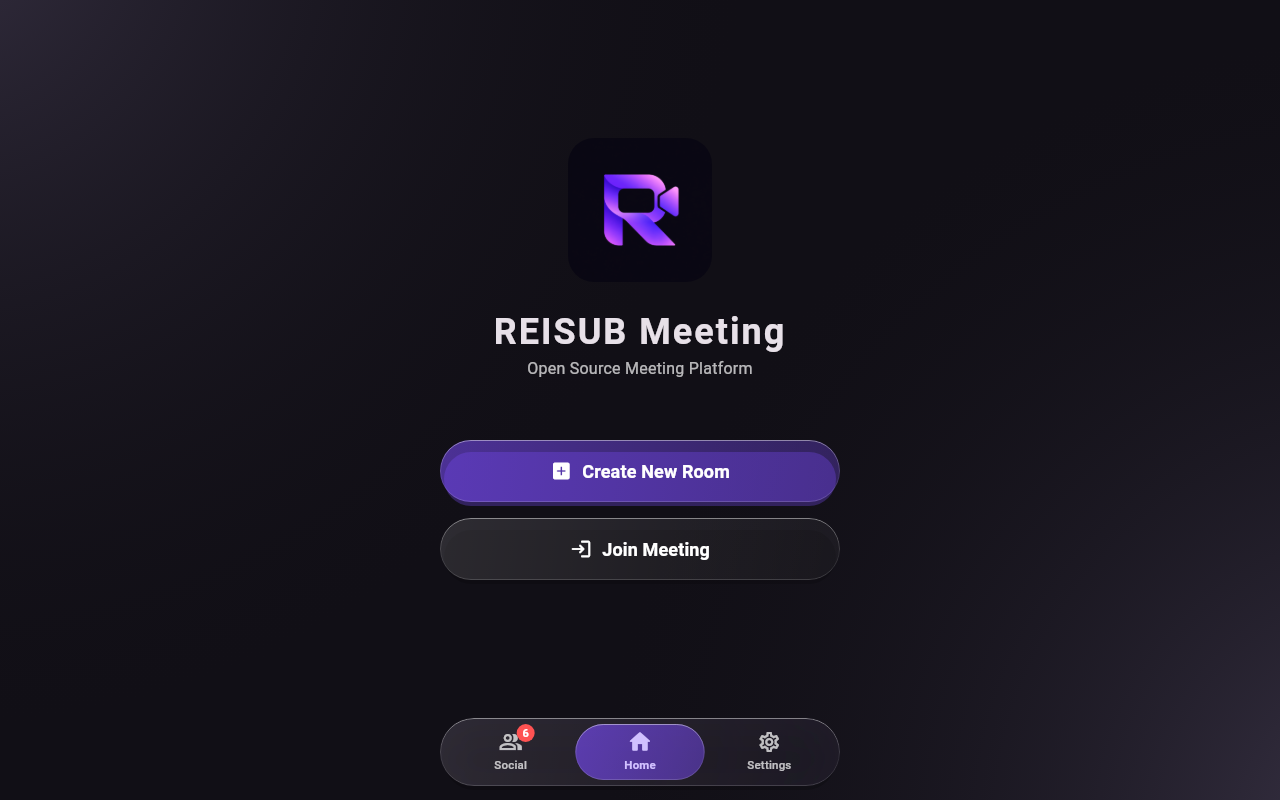 REISUB Meeting
Open Source Meeting Platform
Create New Room
Join Meeting
6
Social
Home
Settings